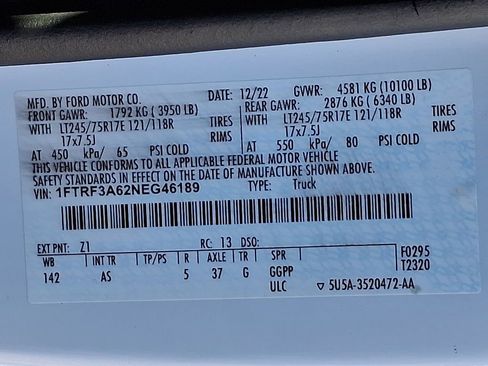 MFD. BY FORD MOTOR CO. DATE: 12/22 GVWR: 4581 KG (10100 LB)
FRONT GAWR: 1792 KG (3950 LB) REAR GAWR: 2876 KG (6340 LB)
WITH LT245/75R17E 121/118R TIRES WITH LT245/75R17E 121/118R TIRES
17x7.5J RIMS 17x7.5J RIMS
AT 450 kPa/ 65 PSI COLD AT 550 kPa/ 80 PSI COLD
THIS VEHICLE CONFORMS TO ALL APPLICABLE FEDERAL MOTOR VEHICLE
SAFETY STANDARDS IN EFFECT ON THE DATE OF MANUFACTURE SHOWN ABOVE.
VIN: 1FTRF3A62NEG46189 TYPE: Truck
EXT PNT: Z1 RC: 13 DSO: F0295
WB INT TR TP/PS R AXLE TR SPR T2320
142 AS 5 37 G GGPP
ULC ▽ 5U5A-3520472-AA